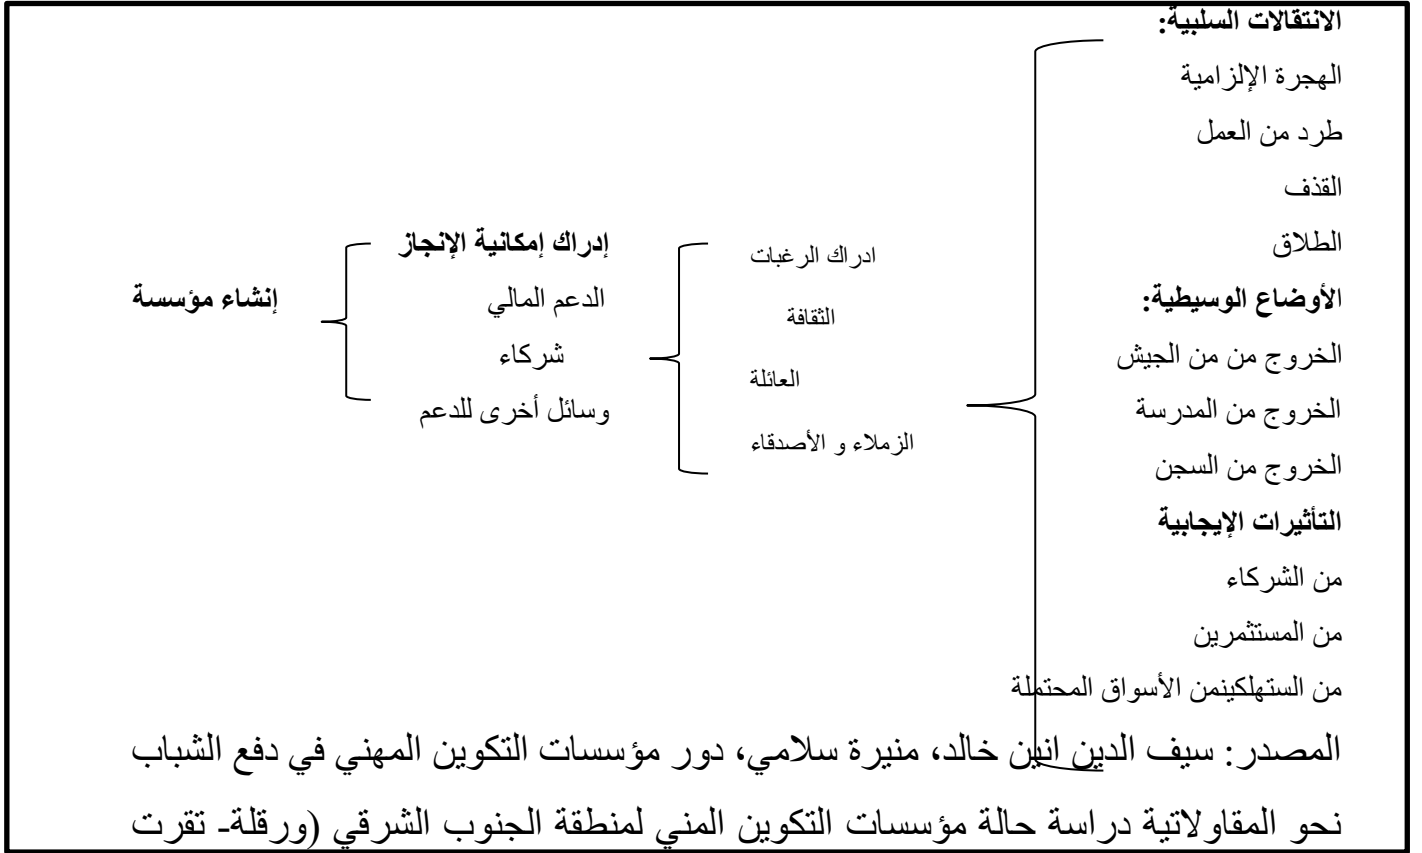 الانتقالات السلبية:
الهجرة الإلزامية
طرد من العمل
القذف
الطلاق
الأوضاع الوسيطية:
الخروج من من الجيش
الخروج من المدرسة
الخروج من السجن
التأثيرات الإيجابية
من الشركاء
من المستثمرين
من الستهلكينمن الأسواق المحتملة
ادراك الرغبات
الثقافة
العائلة
الزملاء و الأصدقاء
إدراك إمكانية الإنجاز
الدعم المالي
شركاء
وسائل أخرى للدعم
إنشاء مؤسسة
المصدر: سيف الدين انين خالد، منيرة سلامي، دور مؤسسات التكوين المهني في دفع الشباب
نحو المقاولاتية دراسة حالة مؤسسات التكوين المني لمنطقة الجنوب الشرقي (ورقلة- تقرت